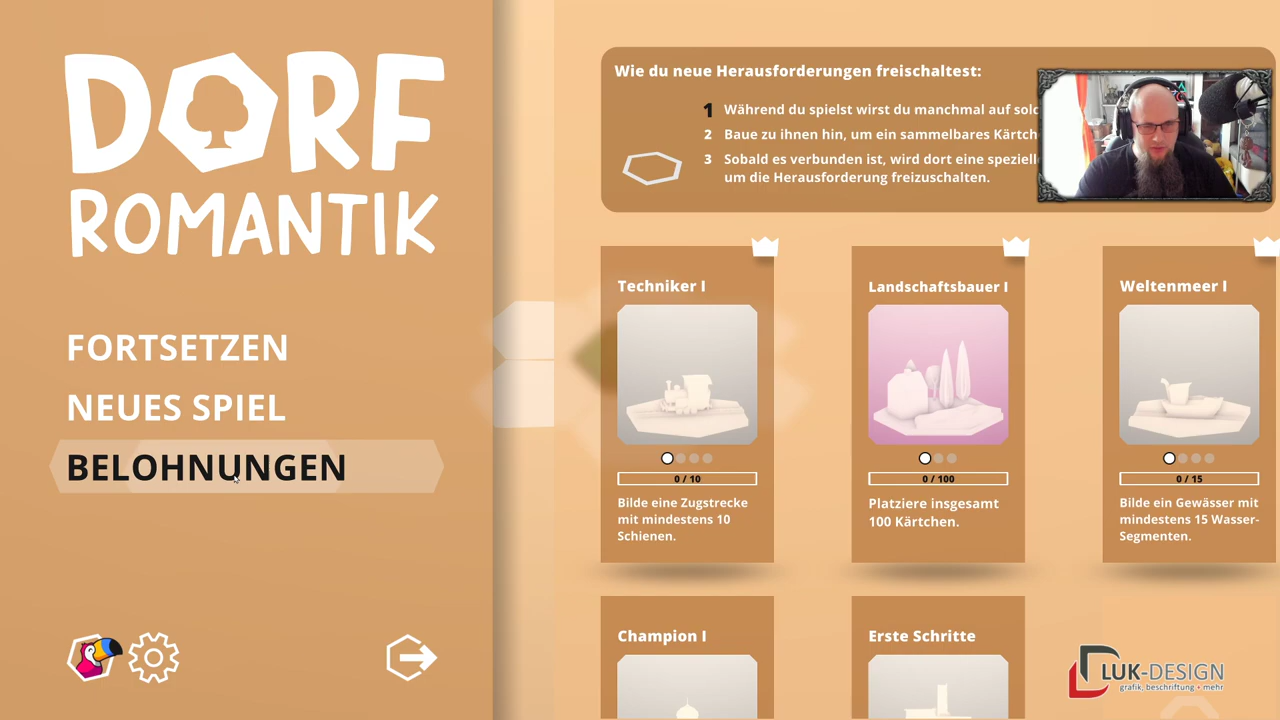 DORF
ROMANTIK
FORTSETZEN
NEUES SPIEL
BELOHNUNGEN
Wie du neue Herausforderungen freischaltest:
1 Während du spielst wirst du manchmal auf
2 Baue zu ihnen hin, um ein sammelbares
3 Sobald es verbunden ist, wird dort eine
um die Herausforderung freizuschalten.
Techniker I
0 / 10
Bilde eine Zugstrecke
mit mindestens 10
Schienen.
Landschaftsbauer I
0 / 100
Platziere insgesamt
100 Kärtchen.
Weltenmeer I
0 / 15
Bilde ein Gewässer mit
mindestens 15 Wasser-
Segmenten.
Champion I
Erste Schritte
LUK-DESIGN
grafik, beschriftung + mehr